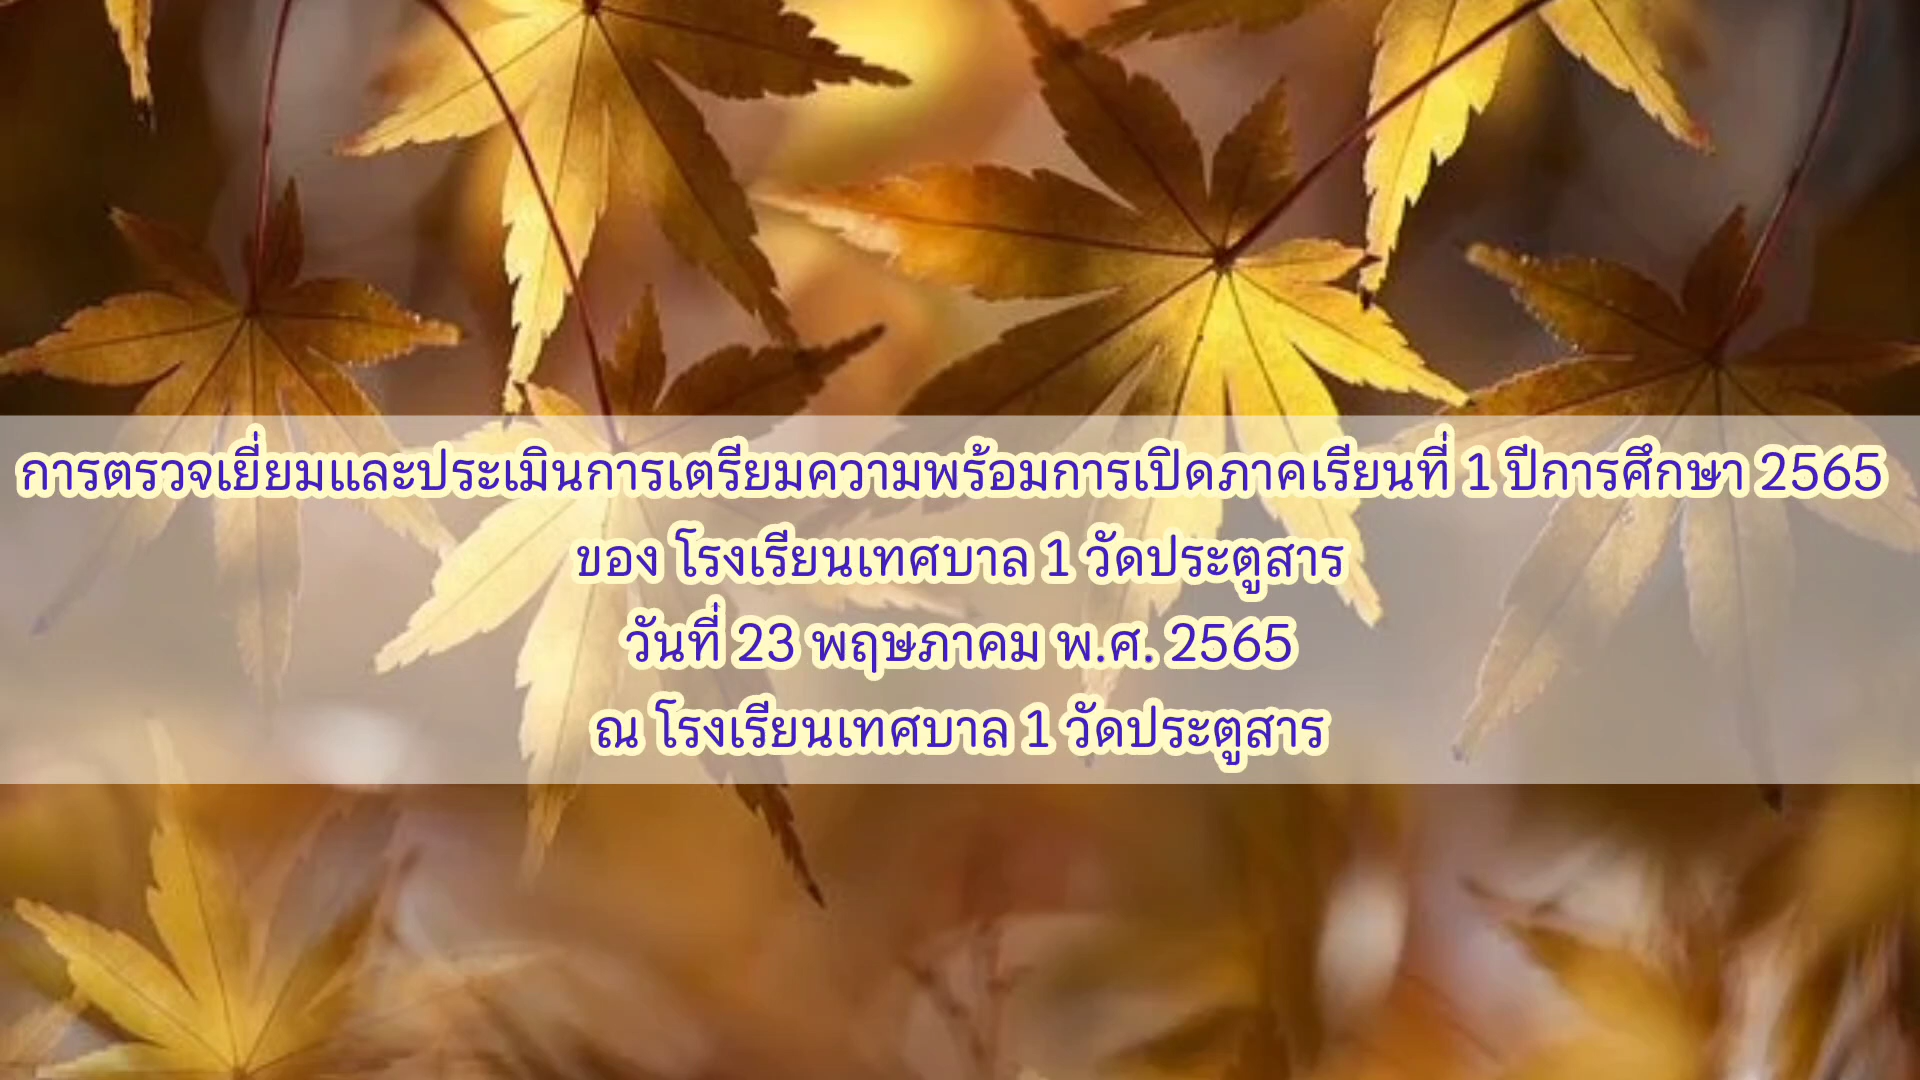 การตรวจเยี่ยมและประเมินการเตรียมความพร้อมการเปิดภาคเรียนที่ 1 ปีการศึกษา 2565
ของ โรงเรียนเทศบาล 1 วัดประตูสาร
วันที่ 23 พฤษภาคม พ.ศ. 2565
ณ โรงเรียนเทศบาล 1 วัดประตูสาร